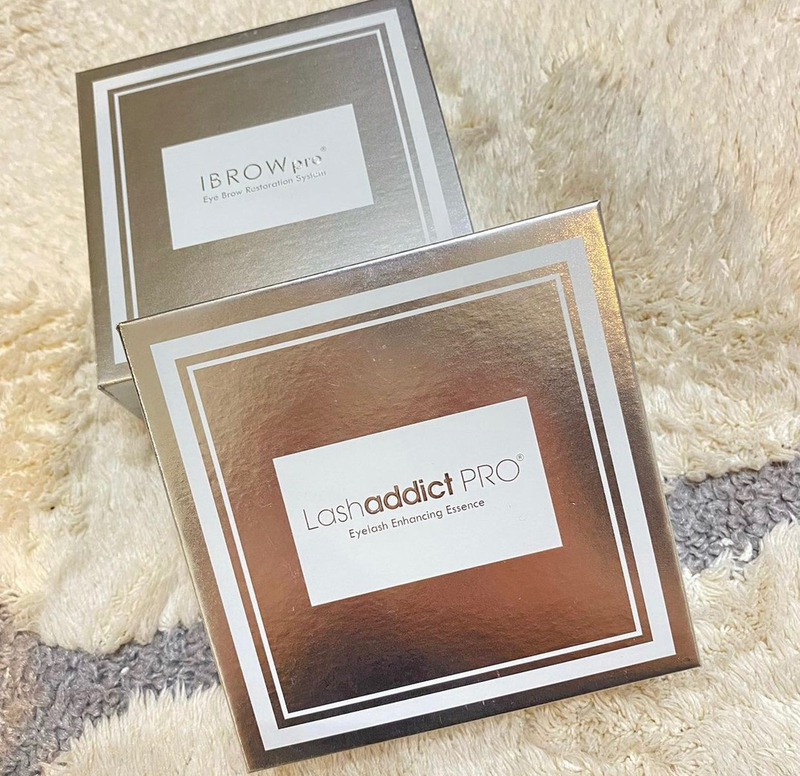 IBROWpro®
Eye Brow Restoration System
Lashaddict PRO®
Eyelash Enhancing Essence